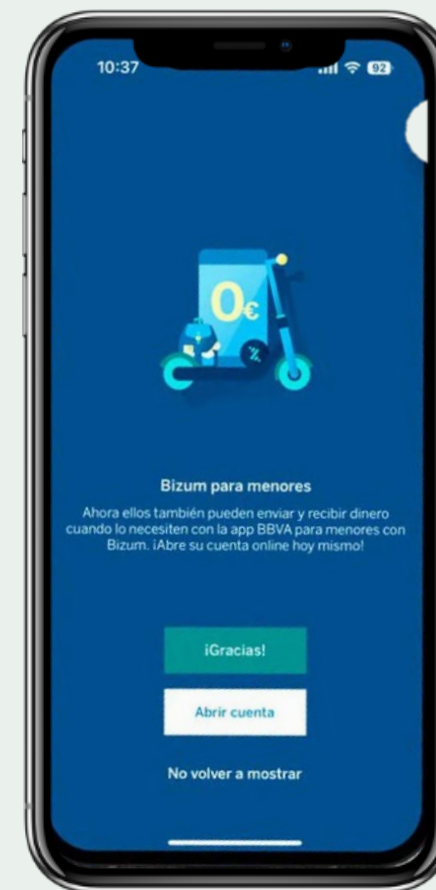 10:37
92
0€
Bizum para menores
Ahora ellos también pueden enviar y recibir dinero
cuando lo necesiten con la app BBVA para menores con
Bizum. ¡Abre su cuenta online hoy mismo!
¡Gracias!
Abrir cuenta
No volver a mostrar